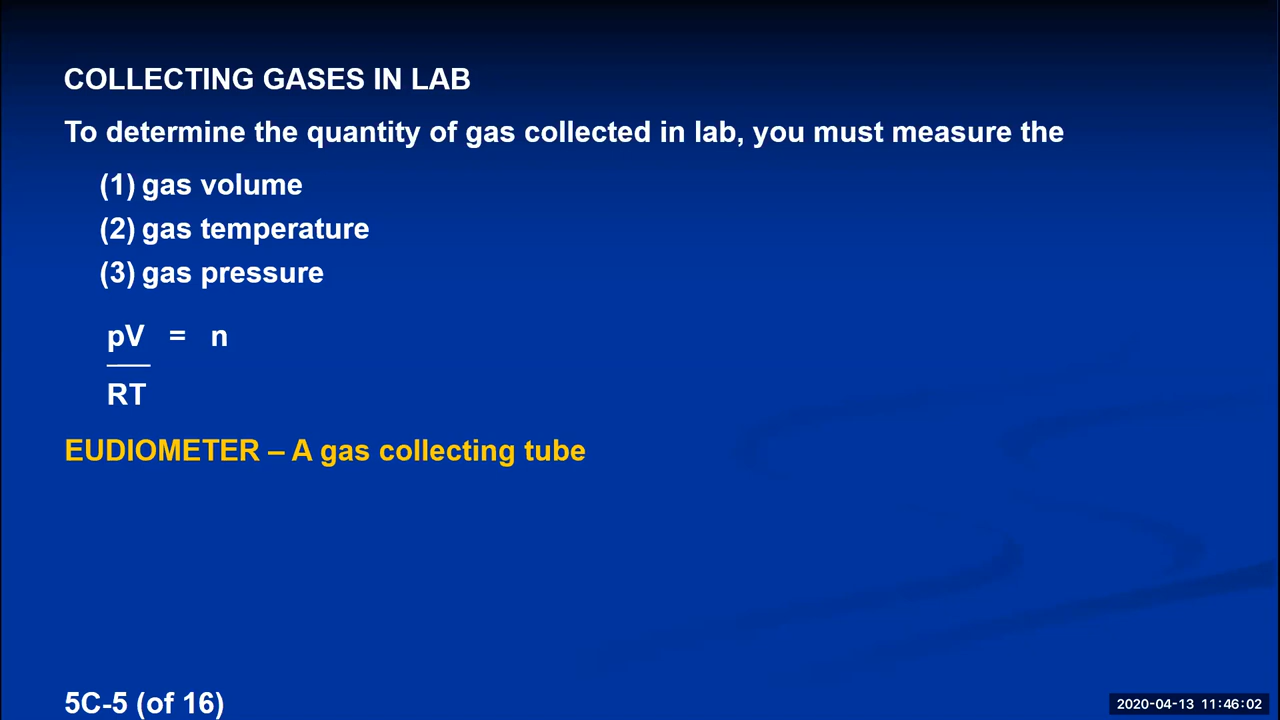 COLLECTING GASES IN LAB
To determine the quantity of gas collected in lab, you must measure the
(1) gas volume
(2) gas temperature
(3) gas pressure
pV = n
RT
EUDIOMETER – A gas collecting tube
5C-5 (of 16)
2020-04-13 11:46:02